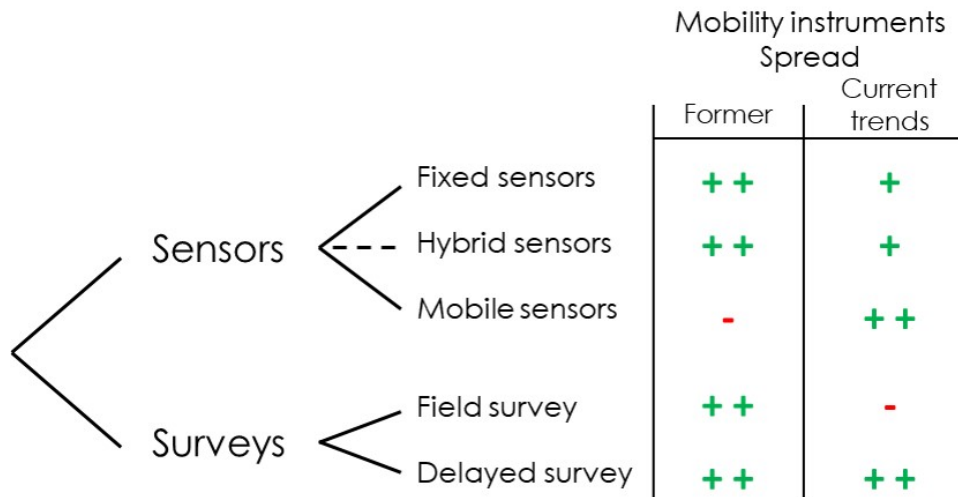 Mobility instruments
Spread
Former
Current
trends
Fixed sensors ++ +
Sensors
Hybrid sensors ++ +
Mobile sensors - ++
Field survey ++ -
Surveys
Delayed survey ++ ++